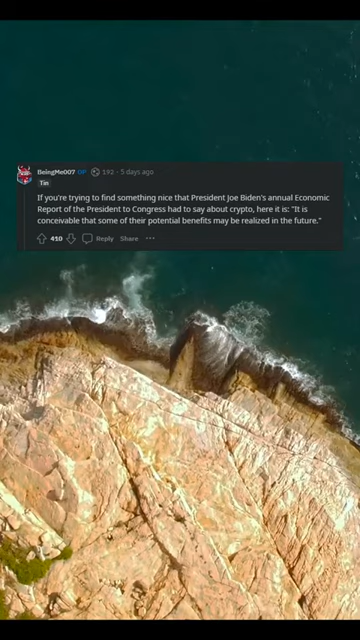 BeingMe007 OP 192 · 5 days ago
Tin
If you're trying to find something nice that President Joe Biden's annual Economic
Report of the President to Congress had to say about crypto, here it is: "It is
conceivable that some of their potential benefits may be realized in the future."
410 Reply Share ···